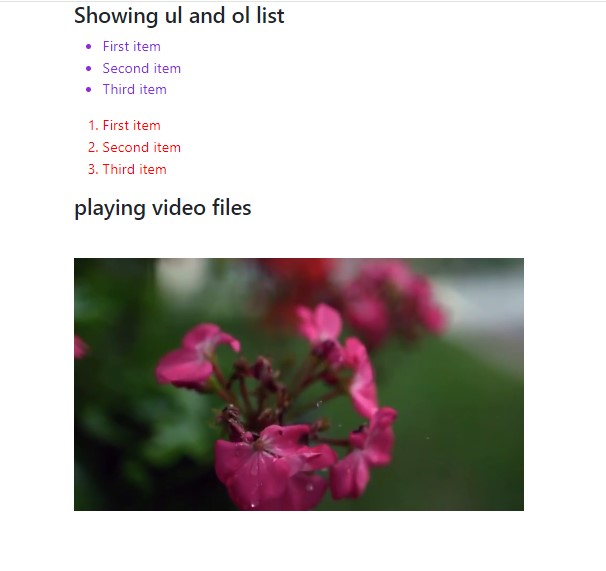 Showing ul and ol list
• First item
• Second item
• Third item
1. First item
2. Second item
3. Third item
playing video files